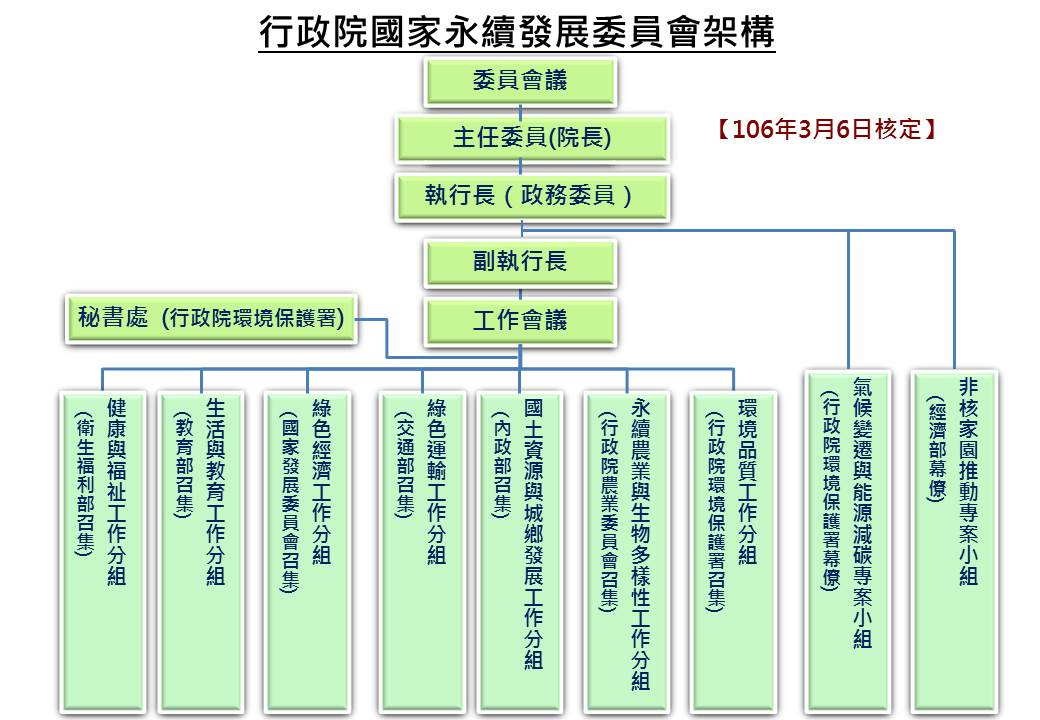 行政院國家永續發展委員會架構
委員會議
【106年3月6日核定】
主任委員(院長)
執行長（政務委員）
副執行長
秘書處 (行政院環境保護署)
工作會議
健康與福祉工作分組
(衛生福利部召集)
生活與教育工作分組
(教育部召集)
綠色經濟工作分組
(國家發展委員會召集)
綠色運輸工作分組
(交通部召集)
國土資源與城鄉發展工作分組
(內政部召集)
永續農業與生物多樣性工作分組
(行政院農業委員會召集)
環境品質工作分組
(行政院環境保護署召集)
氣候變遷與能源減碳專案小組
(行政院環境保護署幕僚)
非核家園推動專案小組
(經濟部幕僚)